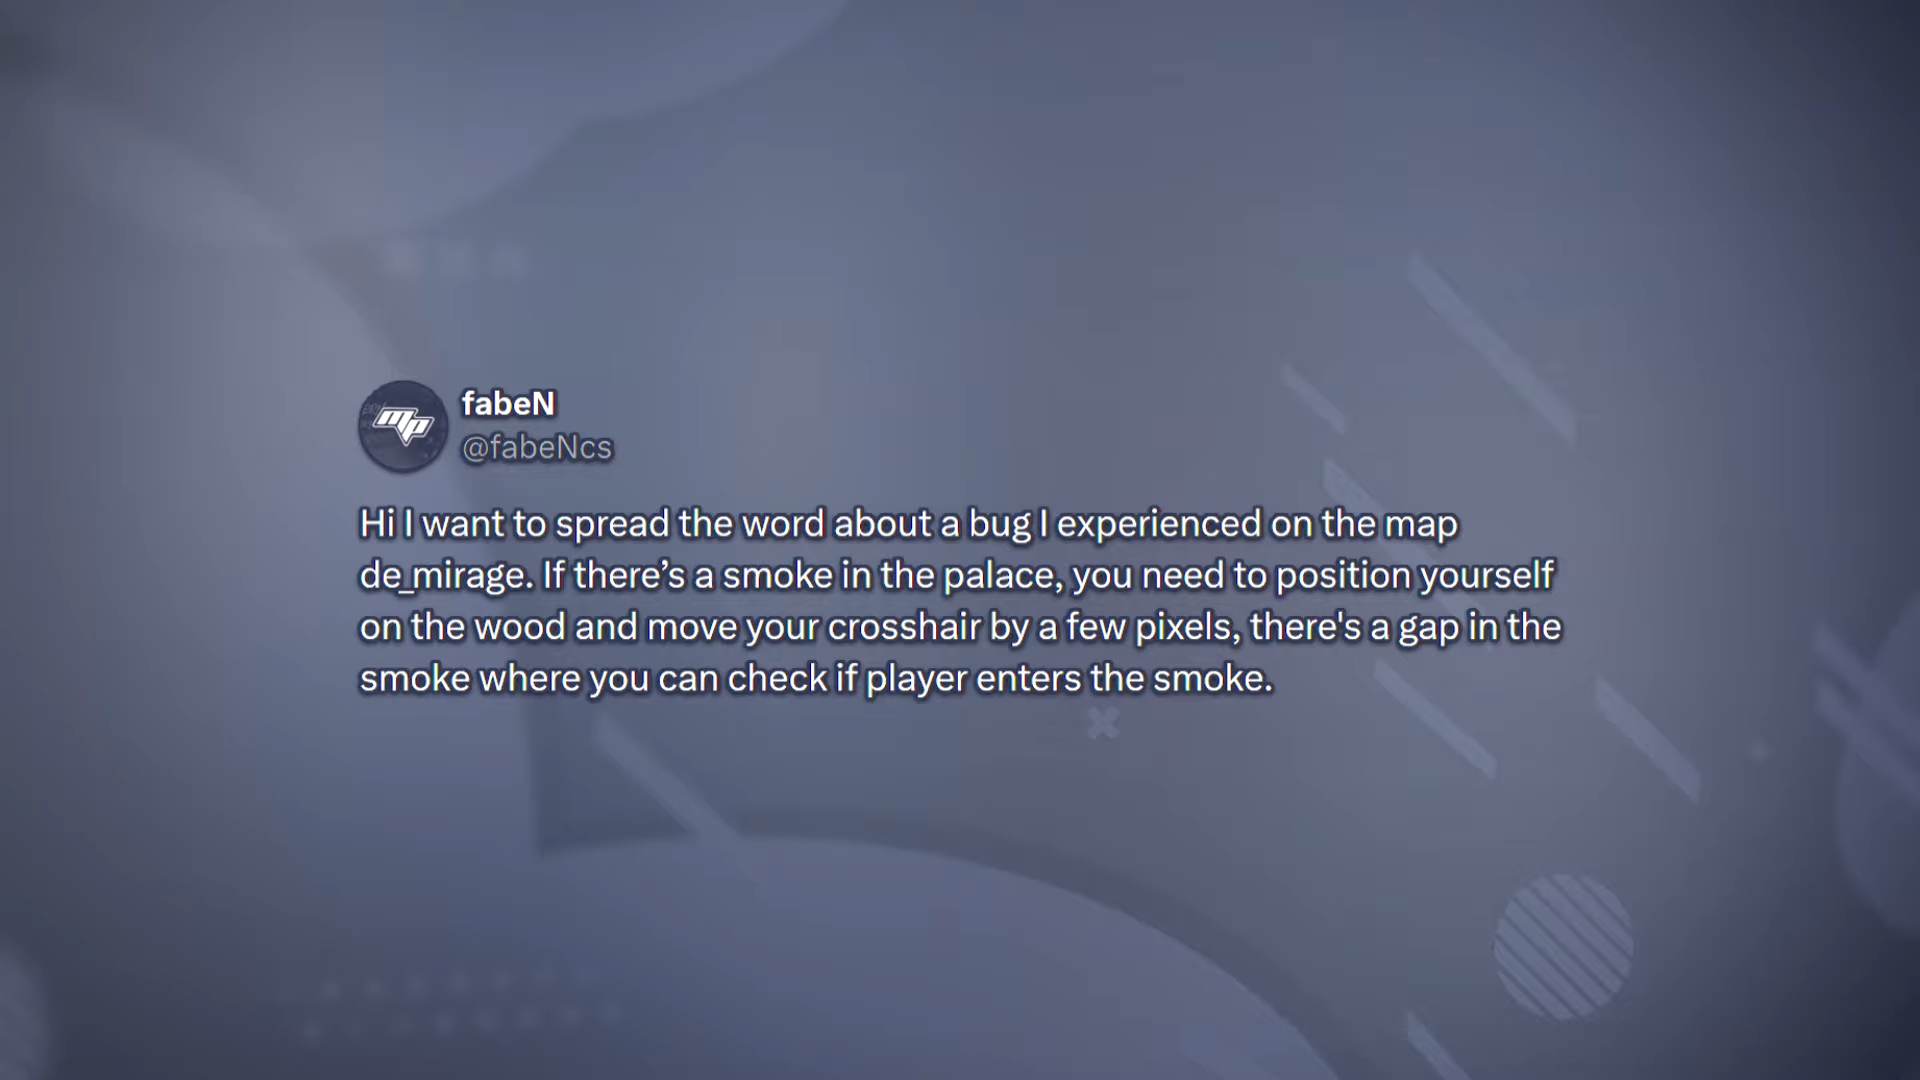 fabeN
@fabeNcs
mp
Hi I want to spread the word about a bug I experienced on the map
de_mirage. If there’s a smoke in the palace, you need to position yourself
on the wood and move your crosshair by a few pixels, there's a gap in the
smoke where you can check if player enters the smoke.